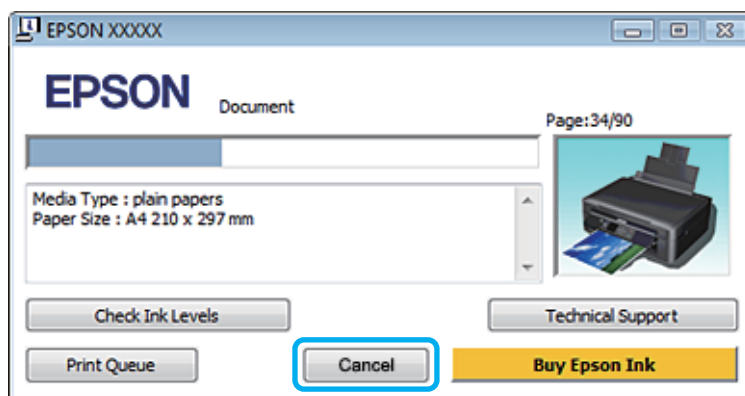 EPSON XXXXX
EPSON
Document
Page:34/90
Media Type : plain papers
Paper Size : A4 210 x 297 mm
Check Ink Levels
Technical Support
Print Queue
Cancel
Buy Epson Ink